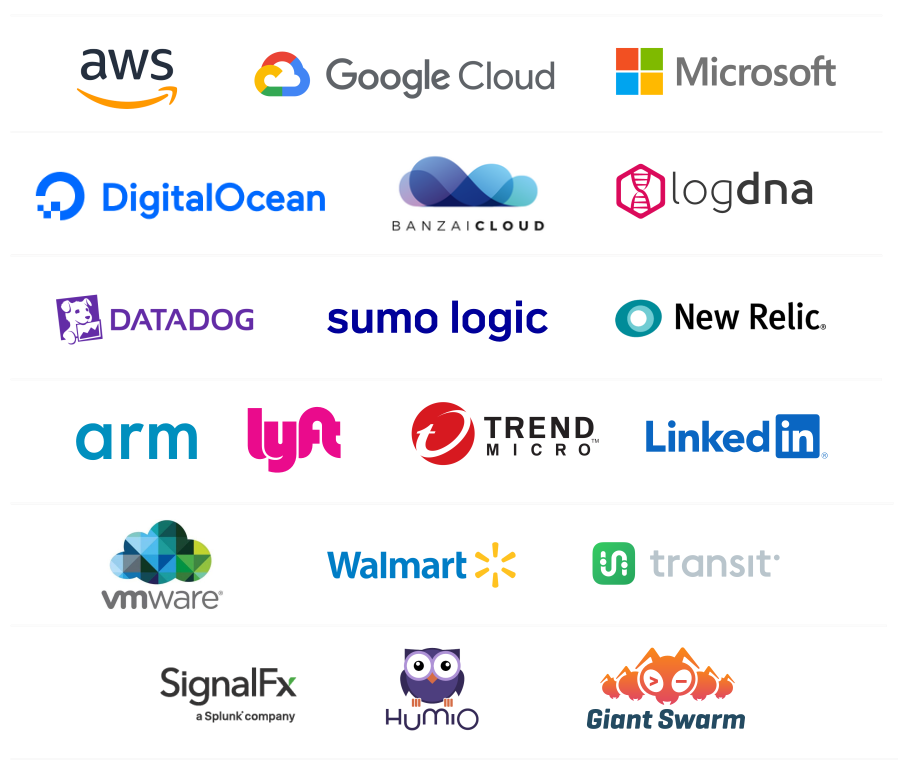 aws
Google Cloud
Microsoft
DigitalOcean
BANZAICLOUD
logdna
DATADOG
sumo logic
New Relic®
arm
lyft
TREND
MICRO™
Linkedin®
vmware®
Walmart
transit
SignalFx
a Splunk® company
HUMIO
Giant Swarm